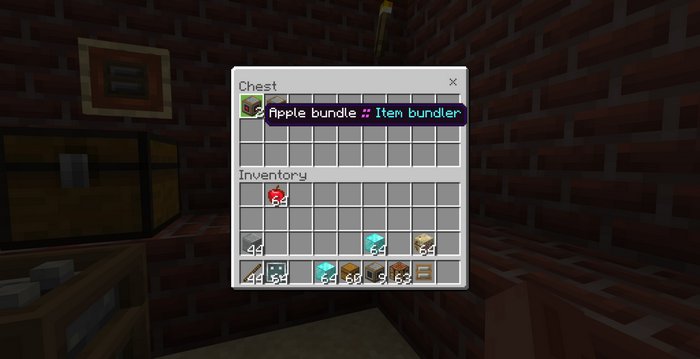 Chest
2
Apple bundle :: Item bundler
Inventory
64
44 64 64
44 64 64 60 9 63